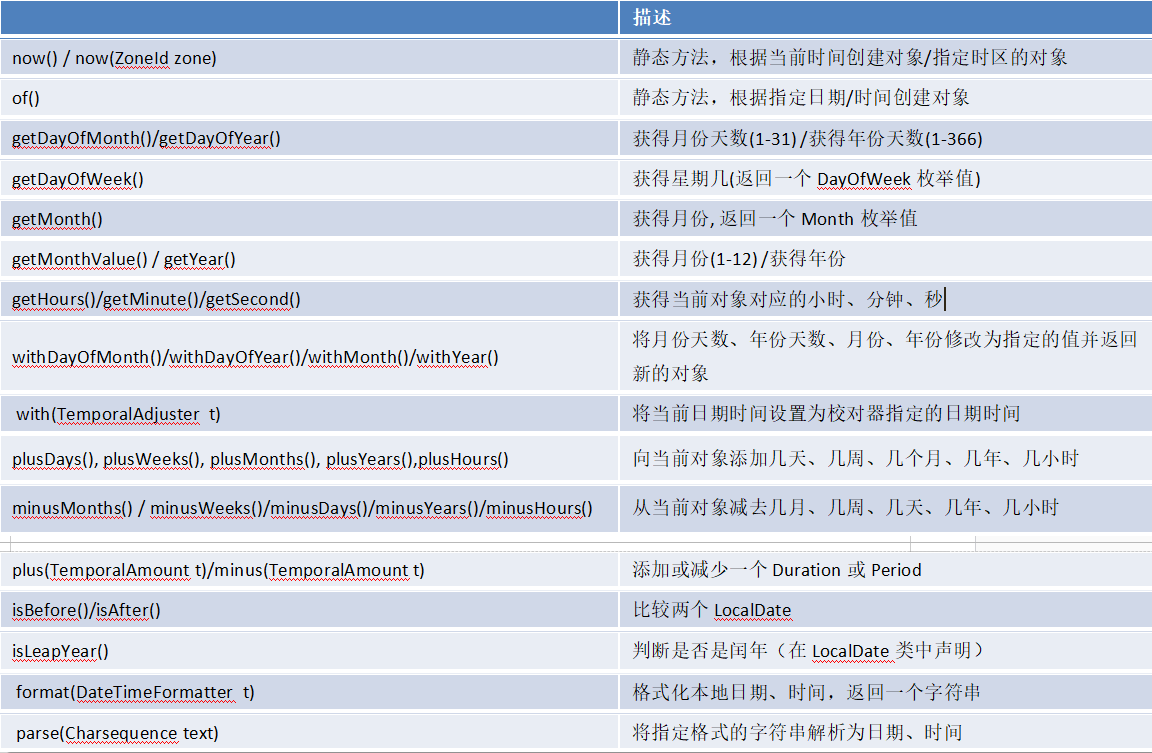 描述
now() / now(ZoneId zone)
静态方法，根据当前时间创建对象/指定时区的对象
of()
静态方法，根据指定日期/时间创建对象
getDayOfMonth()/getDayOfYear()
获得月份天数(1-31) /获得年份天数(1-366)
getDayOfWeek()
获得星期几(返回一个 DayOfWeek 枚举值)
getMonth()
获得月份, 返回一个 Month 枚举值
getMonthValue() / getYear()
获得月份(1-12) /获得年份
getHours()/getMinute()/getSecond()
获得当前对象对应的小时、分钟、秒
withDayOfMonth()/withDayOfYear()/withMonth()/withYear()
将月份天数、年份天数、月份、年份修改为指定的值并返回
新的对象
with(TemporalAdjuster  t)
将当前日期时间设置为校对器指定的日期时间
plusDays(), plusWeeks(), plusMonths(), plusYears(),plusHours()
向当前对象添加几天、几周、几个月、几年、几小时
minusMonths() / minusWeeks()/minusDays()/minusYears()/minusHours()
从当前对象减去几月、几周、几天、几年、几小时
plus(TemporalAmount t)/minus(TemporalAmount t)
添加或减少一个 Duration 或 Period
isBefore()/isAfter()
比较两个 LocalDate
isLeapYear()
判断是否是闰年（在 LocalDate 类中声明）
format(DateTimeFormatter  t)
格式化本地日期、时间，返回一个字符串
parse(Charsequence text)
将指定格式的字符串解析为日期、时间